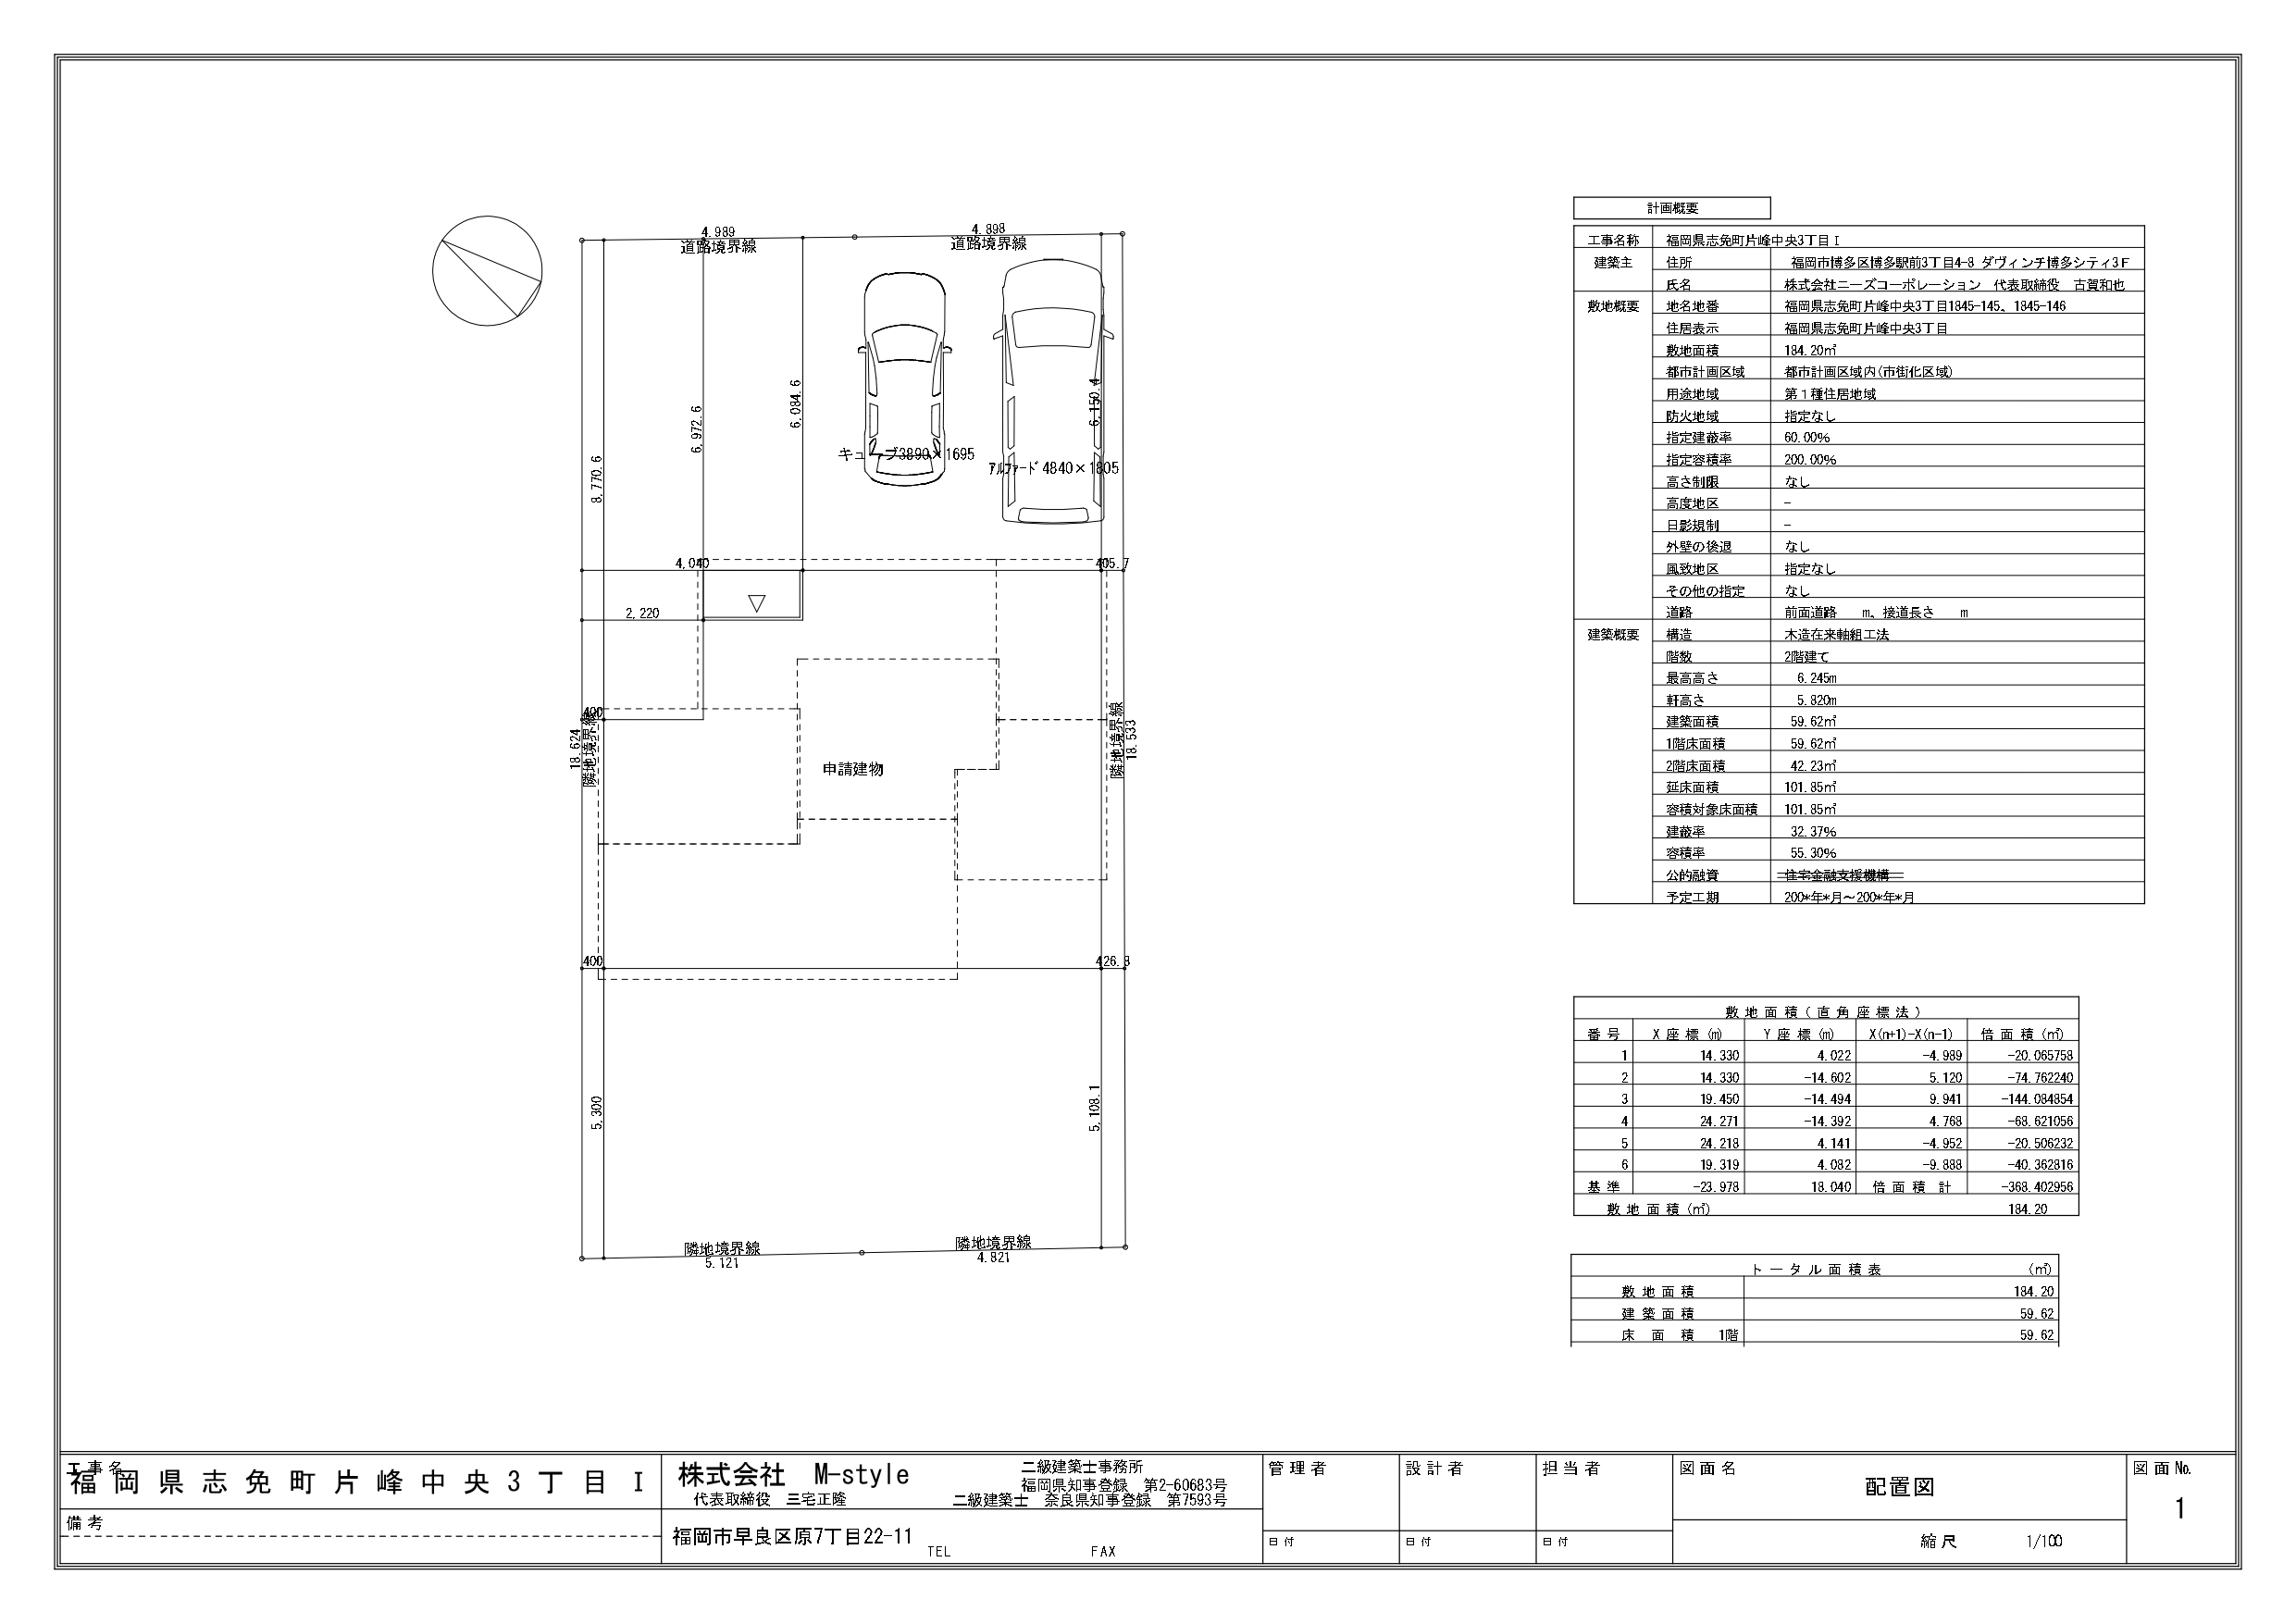 4.989
道路境界線
4.898
道路境界線
6,972.6
6,084.6
8,770.6
6,150.4
キューブ3890×1695
ｱﾙﾌｧｰﾄﾞ4840×1805
4,040
405.7
2,220
▽
400
18.624
隣地境界線
隣地境界線
18.533
申請建物
400
426.3
5,300
5,108.1
隣地境界線
5.121
隣地境界線
4.821
計画概要
工事名称 福岡県志免町片峰中央3丁目Ⅰ
建築主 住所 福岡市博多区博多駅前3丁目4-8 ダヴィンチ博多シティ3F
氏名 株式会社ニーズコーポレーション 代表取締役 古賀和也
敷地概要 地名地番 福岡県志免町片峰中央3丁目1845-145、1845-146
住居表示 福岡県志免町片峰中央3丁目
敷地面積 184.20㎡
都市計画区域 都市計画区域内(市街化区域)
用途地域 第1種住居地域
防火地域 指定なし
指定建蔽率 60.00%
指定容積率 200.00%
高さ制限 なし
高度地区 -
日影規制 -
外壁の後退 なし
風致地区 指定なし
その他の指定 なし
道路 前面道路 m、接道長さ m
建築概要 構造 木造在来軸組工法
階数 2階建て
最高高さ 6.245m
軒高さ 5.820m
建築面積 59.62㎡
1階床面積 59.62㎡
2階床面積 42.23㎡
延床面積 101.85㎡
容積対象床面積 101.85㎡
建蔽率 32.37%
容積率 55.30%
公的融資 住宅金融支援機構
予定工期 200*年*月～200*年*月
敷地面積(直角座標法)
番号 X座標(m) Y座標(m) X(n+1)-X(n-1) 倍面積(㎡)
1 14.330 4.022 -4.989 -20.065758
2 14.330 -14.602 5.120 -74.762240
3 19.450 -14.494 9.941 -144.084854
4 24.271 -14.392 4.768 -68.621056
5 24.218 4.141 -4.952 -20.506232
6 19.319 4.082 -9.888 -40.362816
基準 -23.978 18.040 倍面積計 -368.402956
敷地面積(㎡) 184.20
トータル面積表 (㎡)
敷地面積 184.20
建築面積 59.62
床面積 1階 59.62
工事名
福岡県志免町片峰中央3丁目Ⅰ
備考
株式会社 M-style
代表取締役 三宅正隆
二級建築士事務所
福岡県知事登録 第2-60683号
二級建築士 奈良県知事登録 第7593号
福岡市早良区原7丁目22-11
TEL FAX
管理者
日付
設計者
日付
担当者
日付
図面名
配置図
縮尺 1/100
図面No.
1